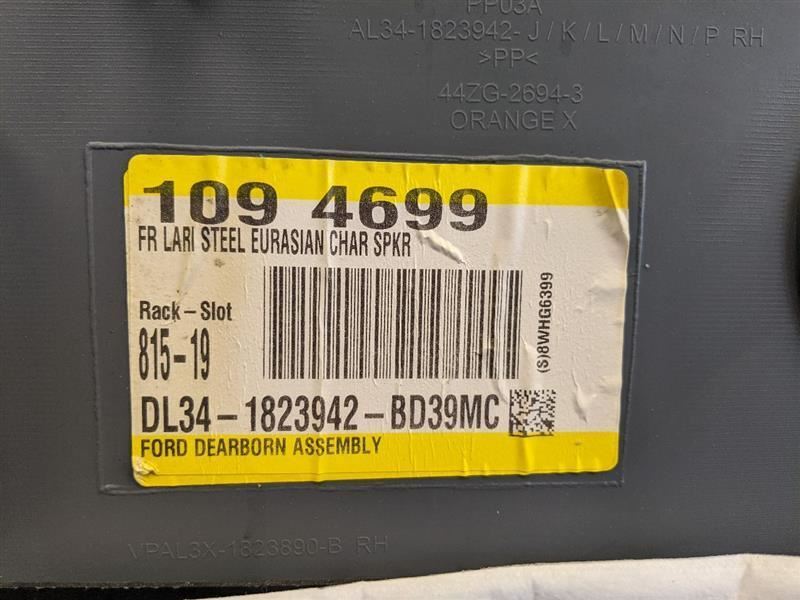 PP03A
AL34-1823942-J/K/L/M/N/P RH
>PP<
44ZG-2694-3
ORANGE X
109 4699
FR LARI STEEL EURASIAN CHAR SPKR
Rack-Slot
815-19
(S)8WHG6399
DL34-1823942-BD39MC
FORD DEARBORN ASSEMBLY
VPAL3X-1823890-B RH